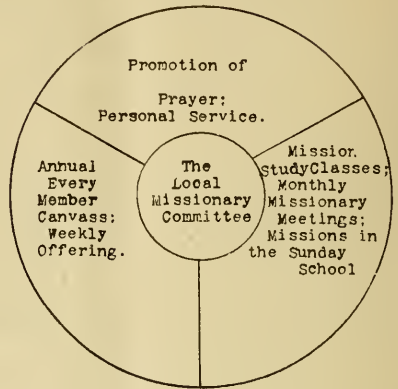 Promotion of
Prayer;
Personal Service.
Annual
Every
Member
Canvass;
Weekly
Offering.
The
Local
Missionary
Committee
Missior.
StudyClasses;
Monthly
Missionary
Meetings;
Missions in
the Sunday
School